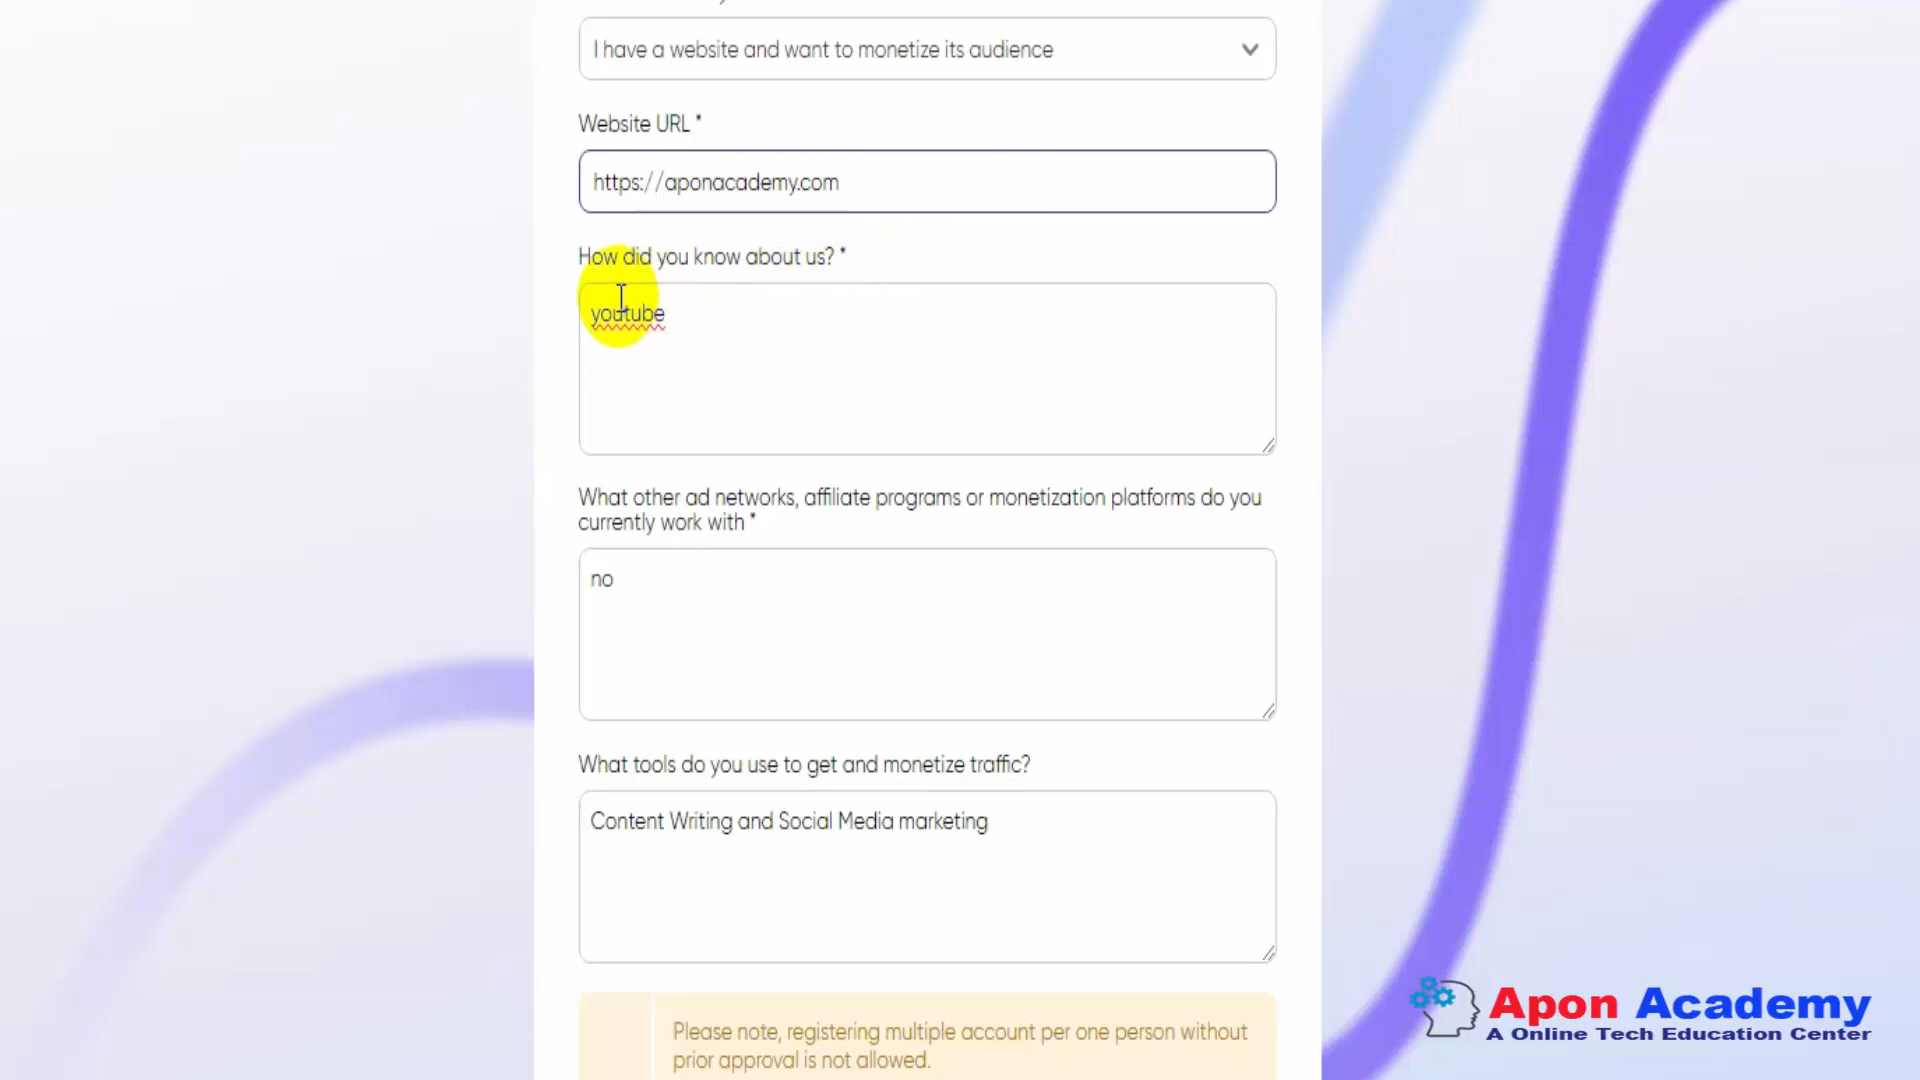 I have a website and want to monetize its audience
Website URL *
https://aponacademy.com
How did you know about us? *
youtube
What other ad networks, affiliate programs or monetization platforms do you
currently work with *
no
What tools do you use to get and monetize traffic?
Content Writing and Social Media marketing
Please note, registering multiple account per one person without
prior approval is not allowed.
Apon Academy
A Online Tech Education Center